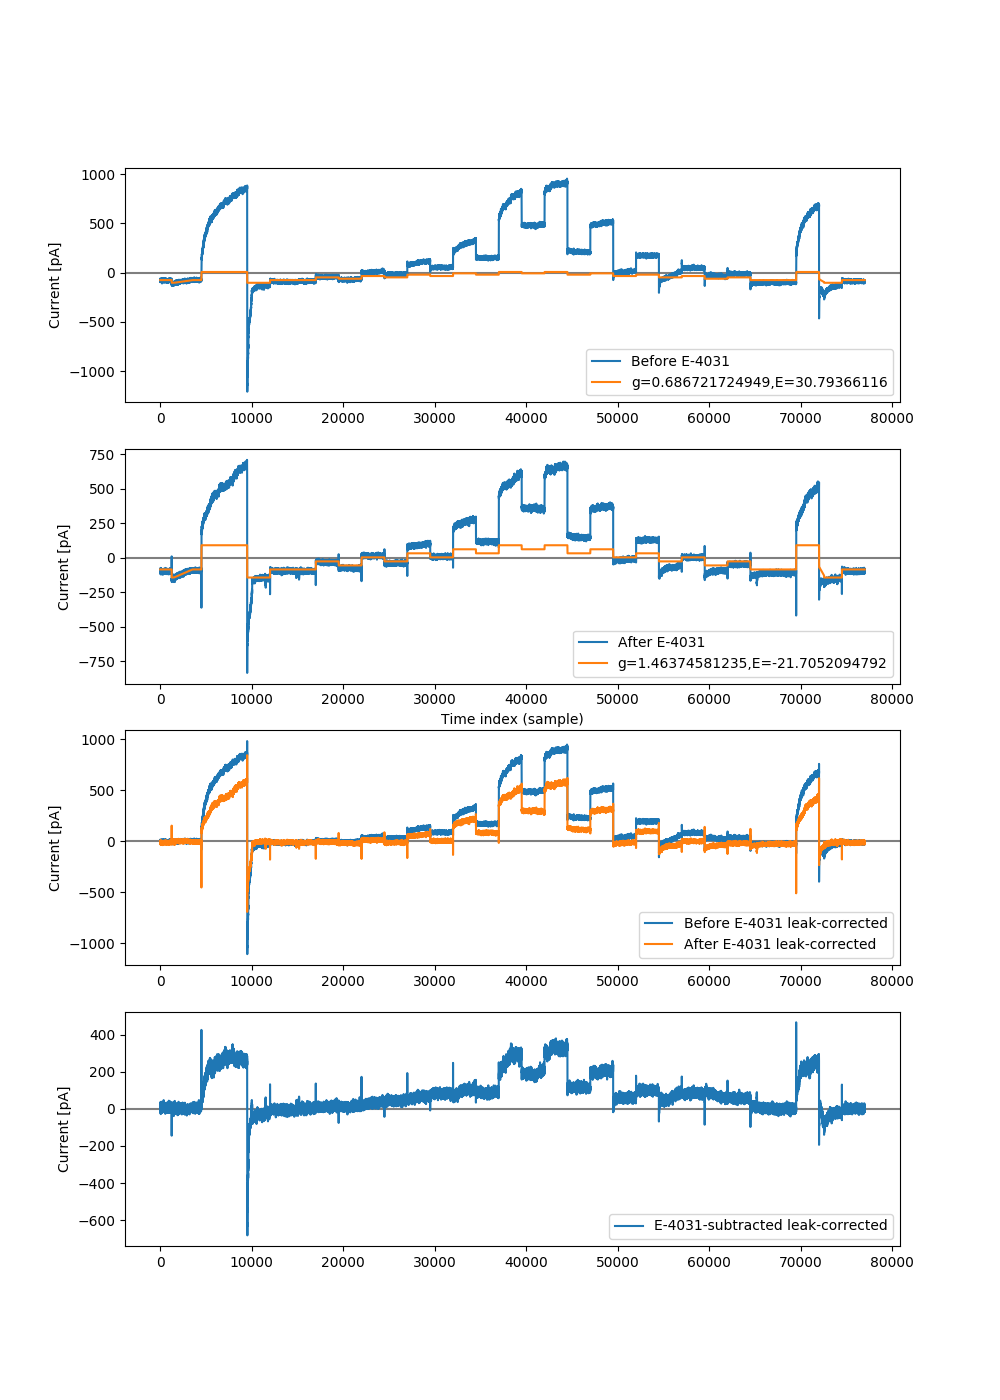 1000
500
0
−500
−1000
Current [pA]
Before E-4031
g=0.686721724949,E=30.79366116
0 10000 20000 30000 40000 50000 60000 70000 80000
750
500
250
0
−250
−500
−750
Current [pA]
After E-4031
g=1.46374581235,E=-21.7052094792
0 10000 20000 30000 40000 50000 60000 70000 80000
Time index (sample)
1000
500
0
−500
−1000
Current [pA]
Before E-4031 leak-corrected
After E-4031 leak-corrected
0 10000 20000 30000 40000 50000 60000 70000 80000
400
200
0
−200
−400
−600
Current [pA]
E-4031-subtracted leak-corrected
0 10000 20000 30000 40000 50000 60000 70000 80000